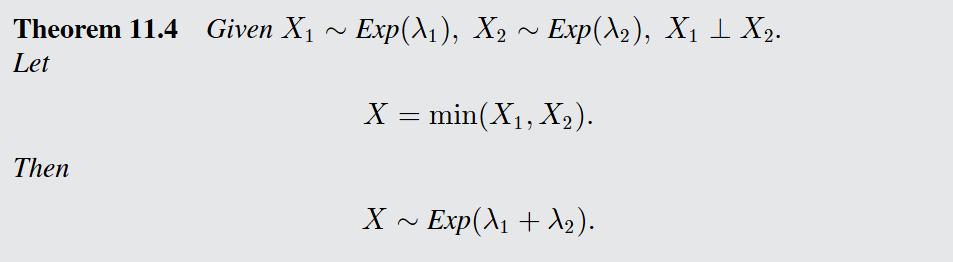 Theorem 11.4 Given X₁ ~ Exp(λ₁), X₂ ~ Exp(λ₂), X₁ ⊥ X₂.
Let
X = min(X₁, X₂).
Then
X ~ Exp(λ₁ + λ₂).